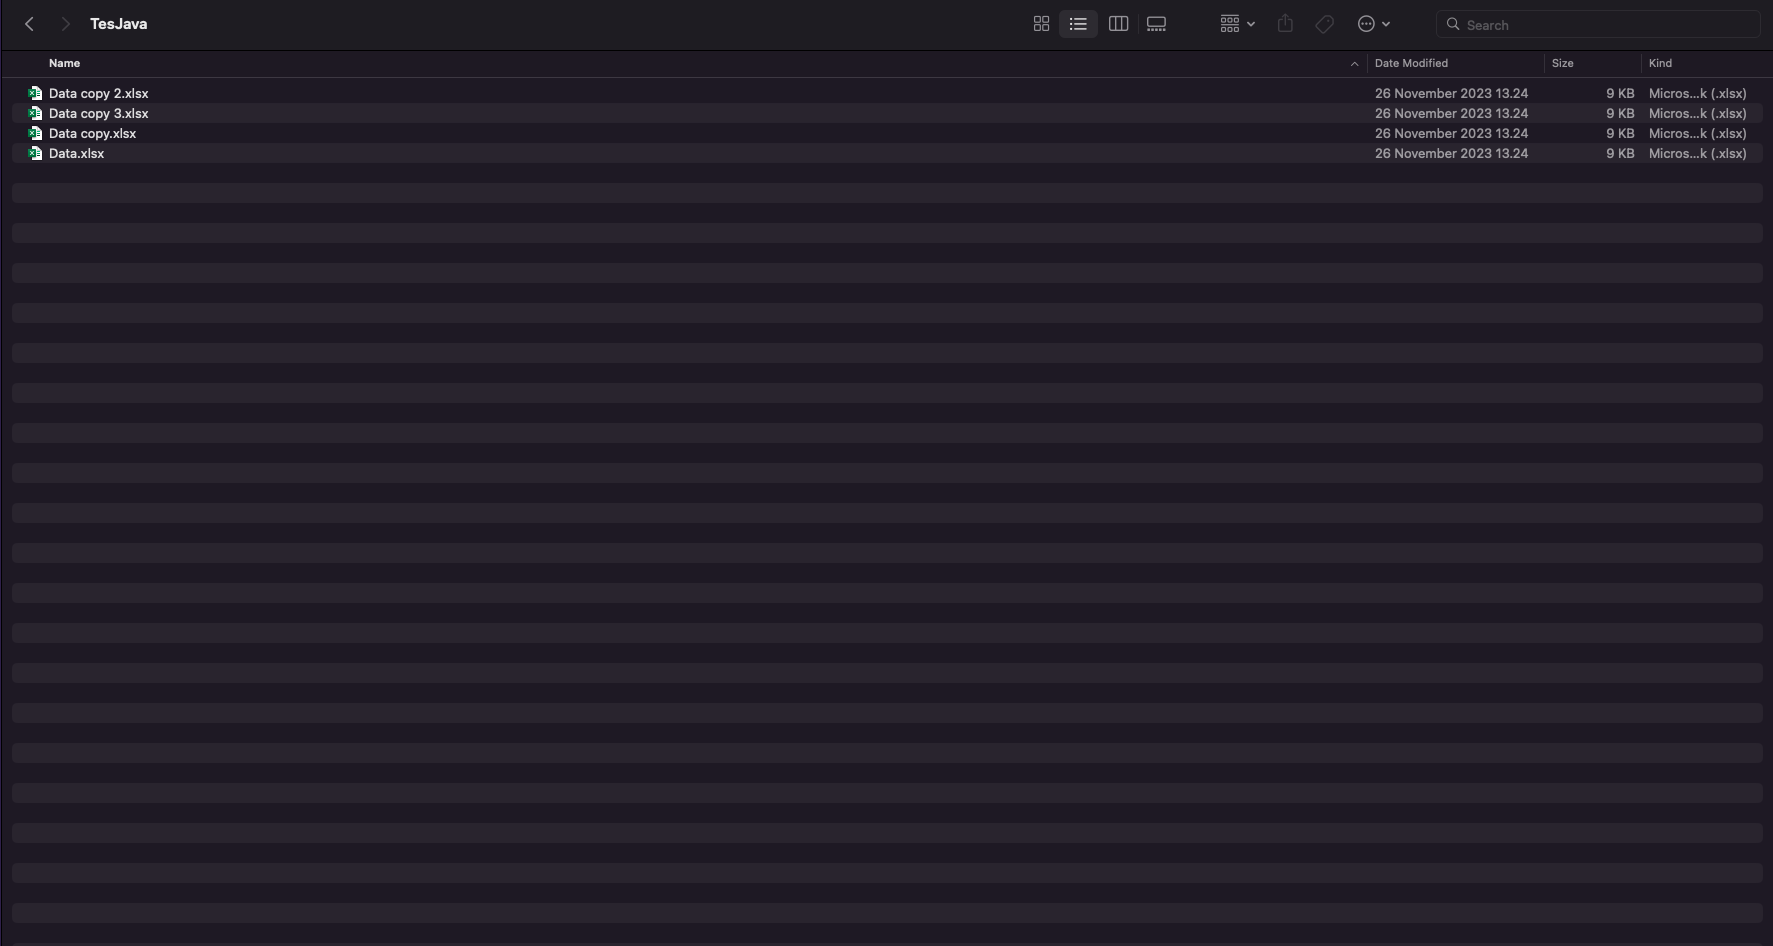 TesJava
Search
Name Date Modified Size Kind
Data copy 2.xlsx 26 November 2023 13.24 9 KB Micros...k (.xlsx)
Data copy 3.xlsx 26 November 2023 13.24 9 KB Micros...k (.xlsx)
Data copy.xlsx 26 November 2023 13.24 9 KB Micros...k (.xlsx)
Data.xlsx 26 November 2023 13.24 9 KB Micros...k (.xlsx)